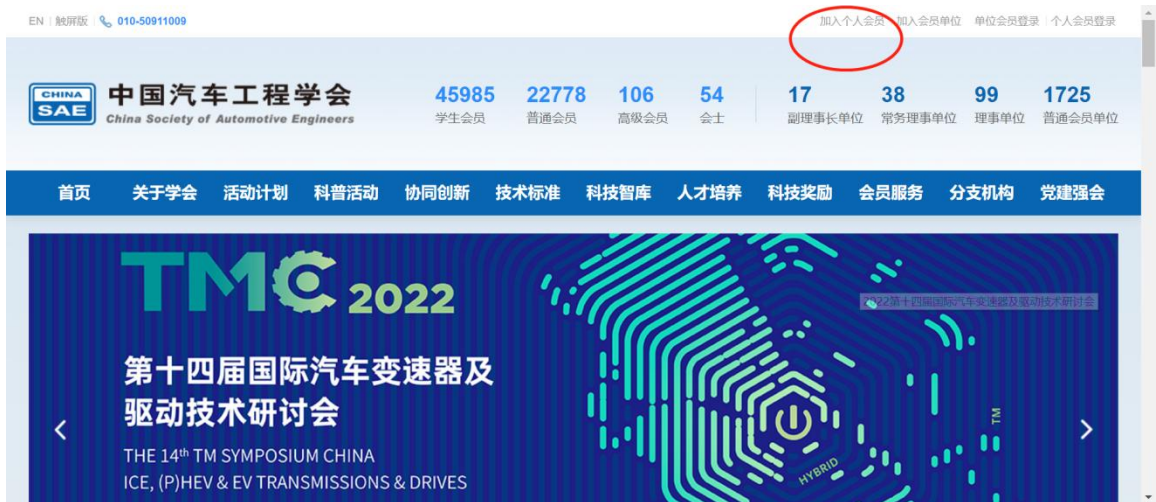 EN 触屏版 010-50911009 加入个人会员 加入会员单位 单位会员登录 个人会员登录
CHINA SAE
中国汽车工程学会
China Society of Automotive Engineers
45985 22778 106 54 17 38 99 1725
学生会员 普通会员 高级会员 会士 副理事长单位 常务理事单位 理事单位 普通会员单位
首页 关于学会 活动计划 科普活动 协同创新 技术标准 科技智库 人才培养 科技奖励 会员服务 分支机构 党建强会
TMC 2022
2022第十四届国际汽车变速器及驱动技术研讨会
第十四届国际汽车变速器及
驱动技术研讨会
THE 14th TM SYMPOSIUM CHINA
ICE, (P)HEV & EV TRANSMISSIONS & DRIVES
HYBRID
TM